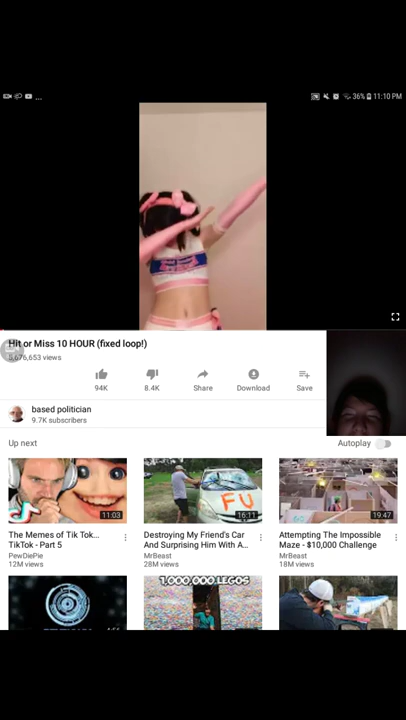 36% 11:10 PM
Hit or Miss 10 HOUR (fixed loop!)
676,653 views
94K
8.4K
Share
Download
Save
based politician
9.7K subscribers
Up next
Autoplay
11:03
FU
16:11
19:47
The Memes of Tik Tok...
TikTok - Part 5
PewDiePie
12M views
Destroying My Friend's Car
And Surprising Him With A...
MrBeast
28M views
Attempting The Impossible
Maze - $10,000 Challenge
MrBeast
18M views
1,000,000 LEGOS